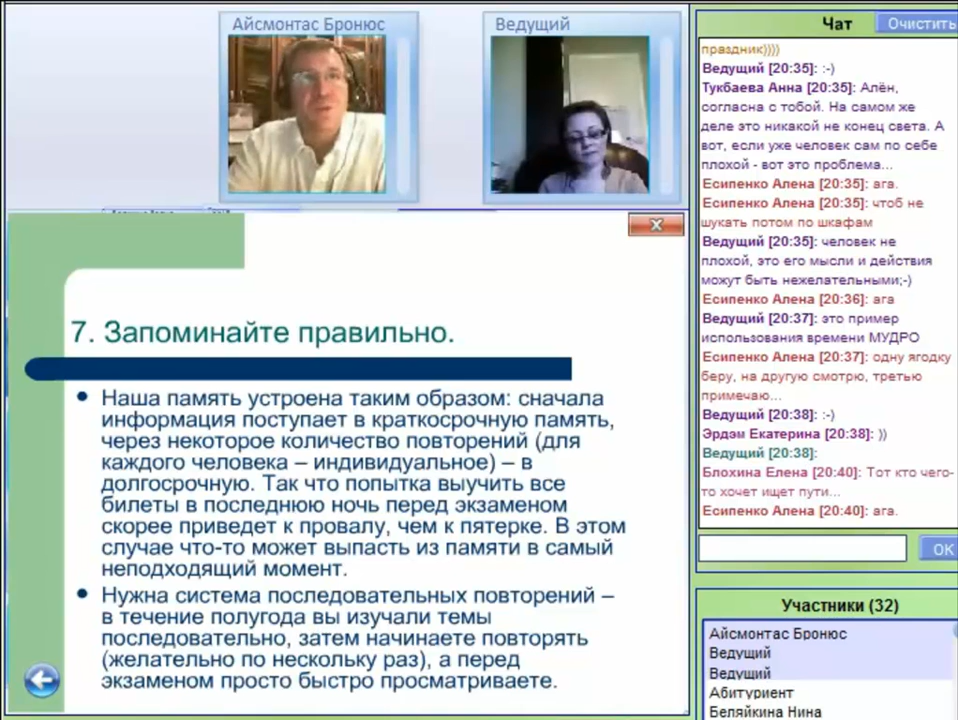 Айсмонтас Бронюс
Ведущий
7. Запоминайте правильно.
• Наша память устроена таким образом: сначала
информация поступает в краткосрочную память,
через некоторое количество повторений (для
каждого человека – индивидуальное) – в
долгосрочную. Так что попытка выучить все
билеты в последнюю ночь перед экзаменом
скорее приведет к провалу, чем к пятерке. В этом
случае что-то может выпасть из памяти в самый
неподходящий момент.
• Нужна система последовательных повторений –
в течение полугода вы изучали темы
последовательно, затем начинаете повторять
(желательно по нескольку раз), а перед
экзаменом просто быстро просматриваете.
Чат
Очистить
праздник))))
Ведущий [20:35]: :-)
Тукбаева Анна [20:35]: Алён,
согласна с тобой. На самом же
деле это никакой не конец света. А
вот, если уже человек сам по себе
плохой - вот это проблема...
Есипенко Алена [20:35]: ага.
Есипенко Алена [20:35]: чтоб не
шукать потом по шкафам
Ведущий [20:35]: человек не
плохой, это его мысли и действия
можут быть нежелательными;-)
Есипенко Алена [20:36]: ага
Ведущий [20:37]: это пример
использования времени МУДРО
Есипенко Алена [20:37]: одну ягодку
беру, на другую смотрю, третью
примечаю...
Ведущий [20:38]: :-)
Эрдэм Екатерина [20:38]: ))
Ведущий [20:38]:
Блохина Елена [20:40]: Тот кто чего-
то хочет ищет пути...
Есипенко Алена [20:40]: ага.
ОК
Участники (32)
Айсмонтас Бронюс
Ведущий
Ведущий
Абитуриент
Беляйкина Нина